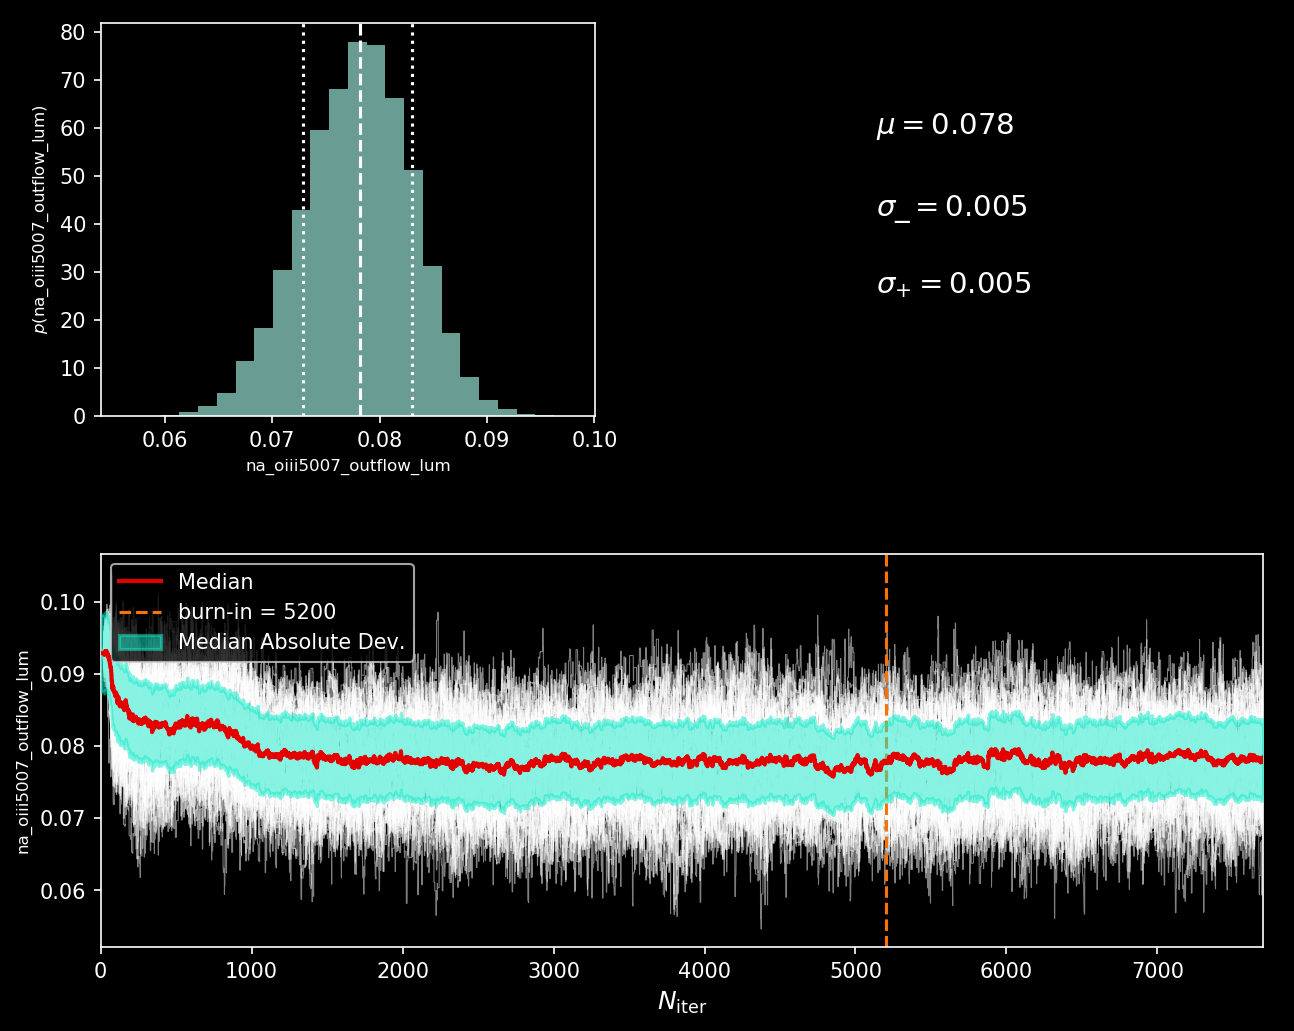 80
70
60
50
40
30
20
10
0
p(na_oiii5007_outflow_lum)
0.06 0.07 0.08 0.09 0.10
na_oiii5007_outflow_lum
μ = 0.078
σ_ = 0.005
σ+ = 0.005
Median
burn-in = 5200
Median Absolute Dev.
0.10
0.09
0.08
0.07
0.06
na_oiii5007_outflow_lum
0 1000 2000 3000 4000 5000 6000 7000
Niter